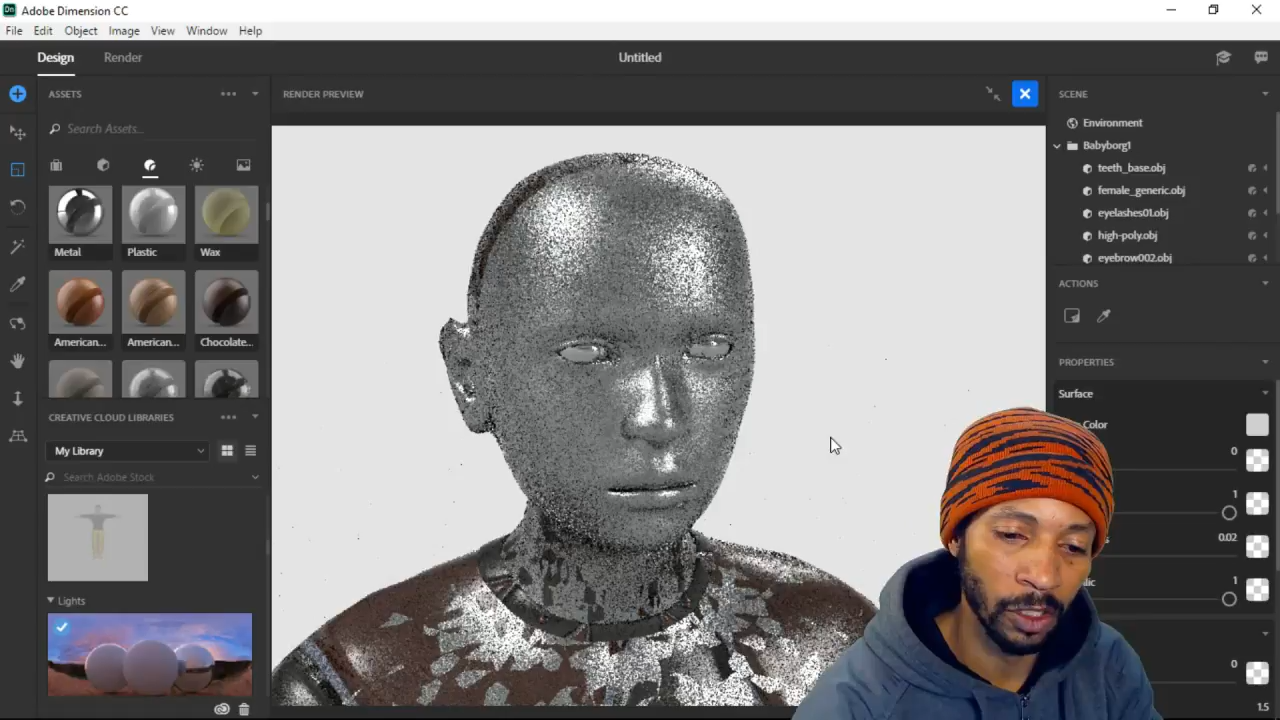 Dn Adobe Dimension CC
File Edit Object Image View Window Help
Design Render Untitled
ASSETS
Search Assets...
Metal Plastic Wax
American... American... Chocolate...
CREATIVE CLOUD LIBRARIES
My Library
Search Adobe Stock
Lights
RENDER PREVIEW
SCENE
Environment
Babyborg1
teeth_base.obj
female_generic.obj
eyelashes01.obj
high-poly.obj
eyebrow002.obj
ACTIONS
PROPERTIES
Surface
Color
0
1
0.02
1
0
1.5